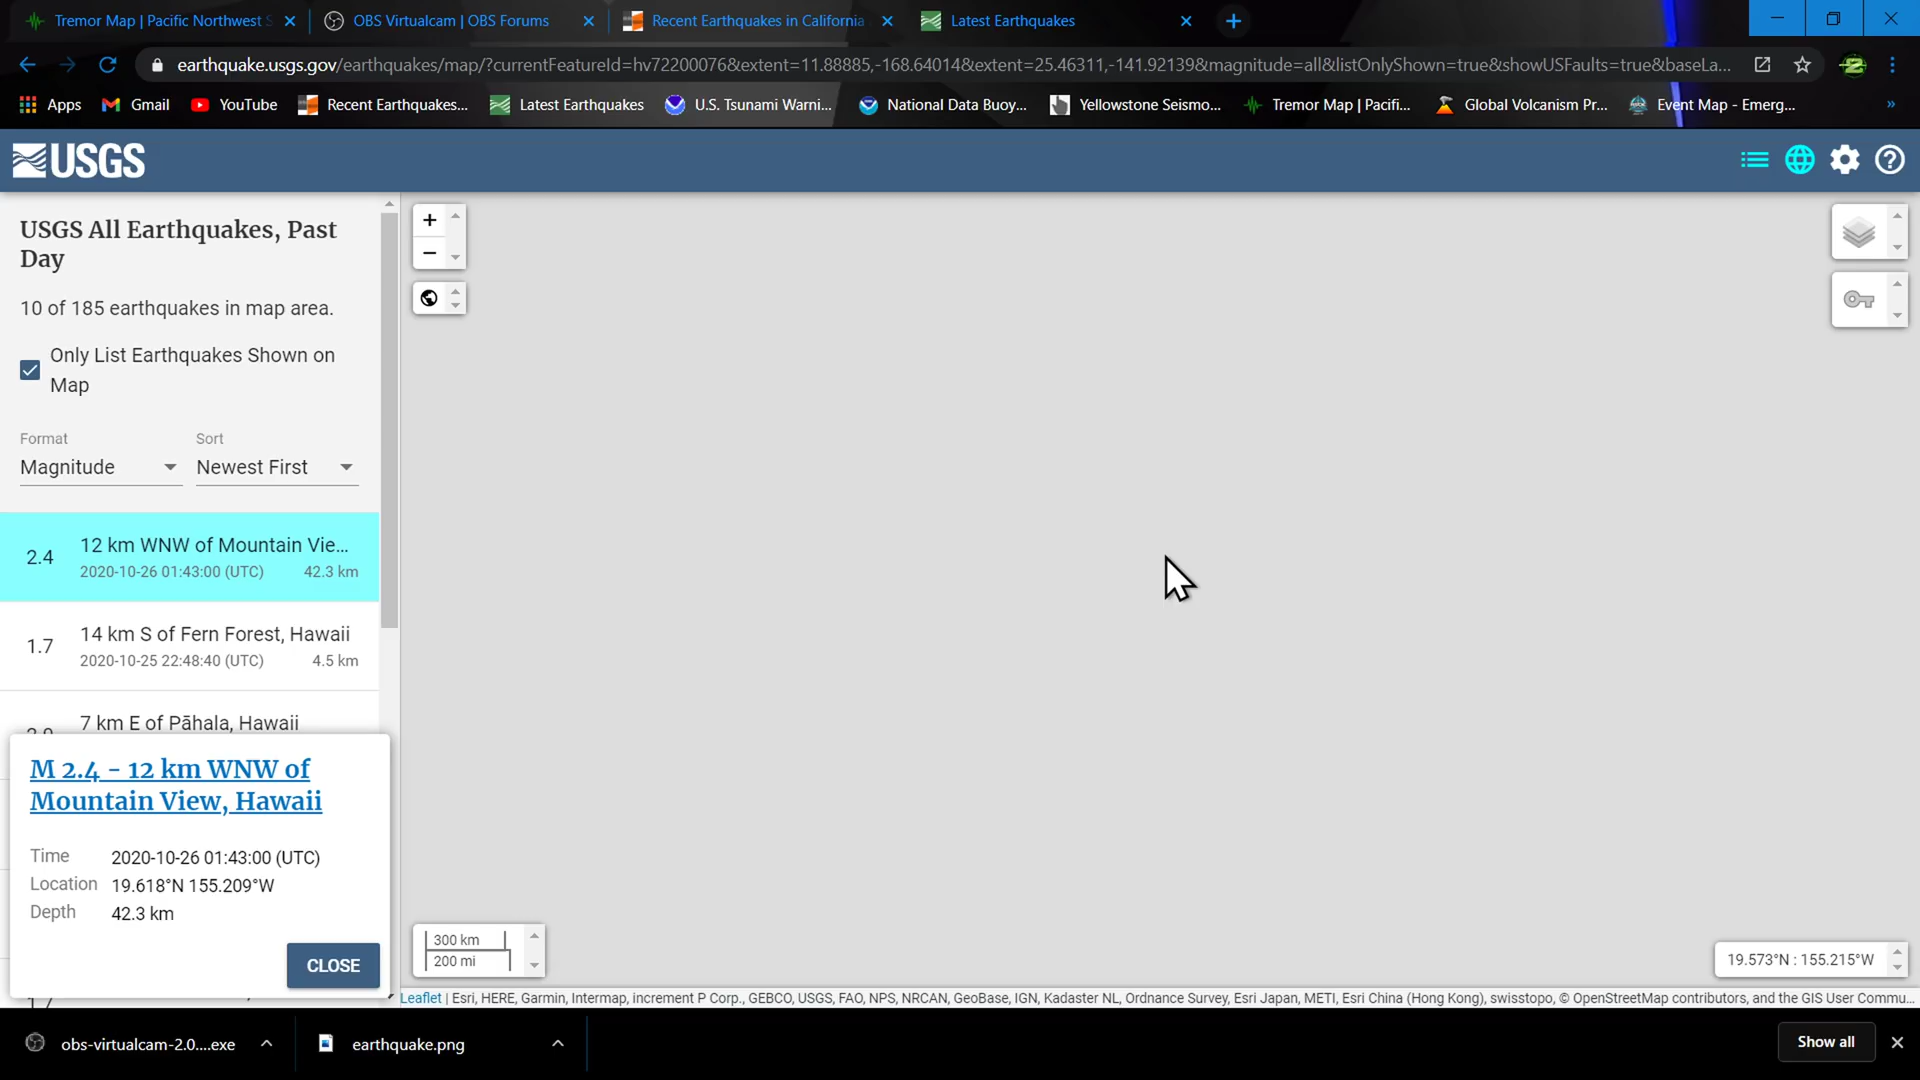 Tremor Map | Pacific Northwest S
OBS Virtualcam | OBS Forums
Recent Earthquakes in California
Latest Earthquakes
earthquake.usgs.gov/earthquakes/map/?currentFeatureId=hv72200076&extent=11.88885,-168.64014&extent=25.46311,-141.92139&magnitude=all&listOnlyShown=true&showUSFaults=true&baseLa...
Apps
Gmail
YouTube
Recent Earthquakes...
Latest Earthquakes
U.S. Tsunami Warni...
National Data Buoy...
Yellowstone Seismo...
Tremor Map | Pacifi...
Global Volcanism Pr...
Event Map - Emerg...
»
USGS
USGS All Earthquakes, Past
Day
10 of 185 earthquakes in map area.
Only List Earthquakes Shown on
Map
Format
Sort
Magnitude
Newest First
2.4
12 km WNW of Mountain Vie...
2020-10-26 01:43:00 (UTC)
42.3 km
1.7
14 km S of Fern Forest, Hawaii
2020-10-25 22:48:40 (UTC)
4.5 km
7 km E of Pāhala, Hawaii
M 2.4 - 12 km WNW of
Mountain View, Hawaii
Time
2020-10-26 01:43:00 (UTC)
Location
19.618°N 155.209°W
Depth
42.3 km
CLOSE
+
−
300 km
200 mi
19.573°N : 155.215°W
Leaflet | Esri, HERE, Garmin, Intermap, increment P Corp., GEBCO, USGS, FAO, NPS, NRCAN, GeoBase, IGN, Kadaster NL, Ordnance Survey, Esri Japan, METI, Esri China (Hong Kong), swisstopo, © OpenStreetMap contributors, and the GIS User Commu...
obs-virtualcam-2.0....exe
earthquake.png
Show all